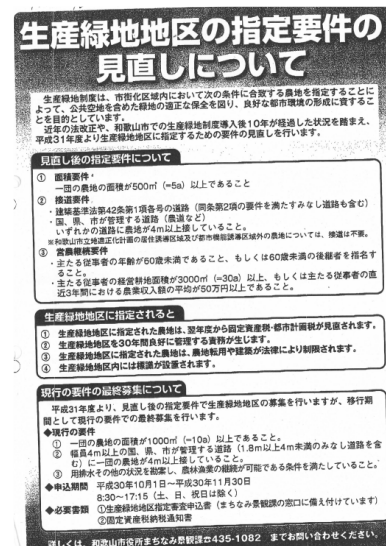 生産緑地地区の指定要件の
見直しについて
生産緑地制度は、市街化区域内において次の条件に合致する農地を指定することに
よって、公共空地を含めた緑地の適正な保全を図り、良好な都市環境の形成に資するこ
とを目的としています。
近年の法改正や、和歌山市での生産緑地制度導入後10年が経過した状況を踏まえ、
平成31年度より生産緑地地区に指定するための要件の見直しを行います。
見直し後の指定要件について
① 面積要件
一団の農地の面積が500㎡（=5a）以上であること
② 接道要件
・建築基準法第42条第1項各号の道路（同条第2項の要件を満たすみなし道路も含む）
・国、県、市が管理する道路（農道など）
いずれかの道路に農地が4m以上接していること。
※和歌山市立地適正化計画の居住誘導区域及び都市機能誘導区域外の農地については、接道は不要。
③ 営農継続要件
・主たる従事者の年齢が60歳未満であること、もしくは60歳未満の後継者を指名す
ること。
・主たる従事者の経営耕地面積が3000㎡（=30a）以上、もしくは主たる従事者の直
近3年間における農業収入額の平均が50万円以上であること。
生産緑地地区に指定されると
① 生産緑地地区に指定された農地は、翌年度から固定資産税・都市計画税が見直されます。
② 生産緑地地区を30年間良好に管理する責務が生じます。
③ 生産緑地地区に指定された農地は、農地転用や建築が法律により制限されます。
④ 生産緑地地区内には標識が設置されます。
現行の要件の最終募集について
平成31年度より、見直し後の指定要件で生産緑地地区の募集を行いますが、移行期
間として現行の要件での最終募集を行います。
◆現行の要件
① 一団の農地の面積が1000㎡（=10a）以上であること。
② 幅員4m以上の国、県、市が管理する道路（1.8m以上4m未満のみなし道路を含
む）に一団の農地が4m以上接していること。
③ 用排水その他の状況を勘案し、農林漁業の継続が可能である条件を満たしていること。
◆申込期間 平成30年10月1日～平成30年11月30日
8:30～17:15（土、日、祝日は除く）
◆必要書類 ①生産緑地地区指定審査申込書（まちなみ景観課の窓口に備え付けています）
②固定資産税納税通知書
詳しくは、和歌山市役所まちなみ景観課☎435-1082 までお問い合わせください。